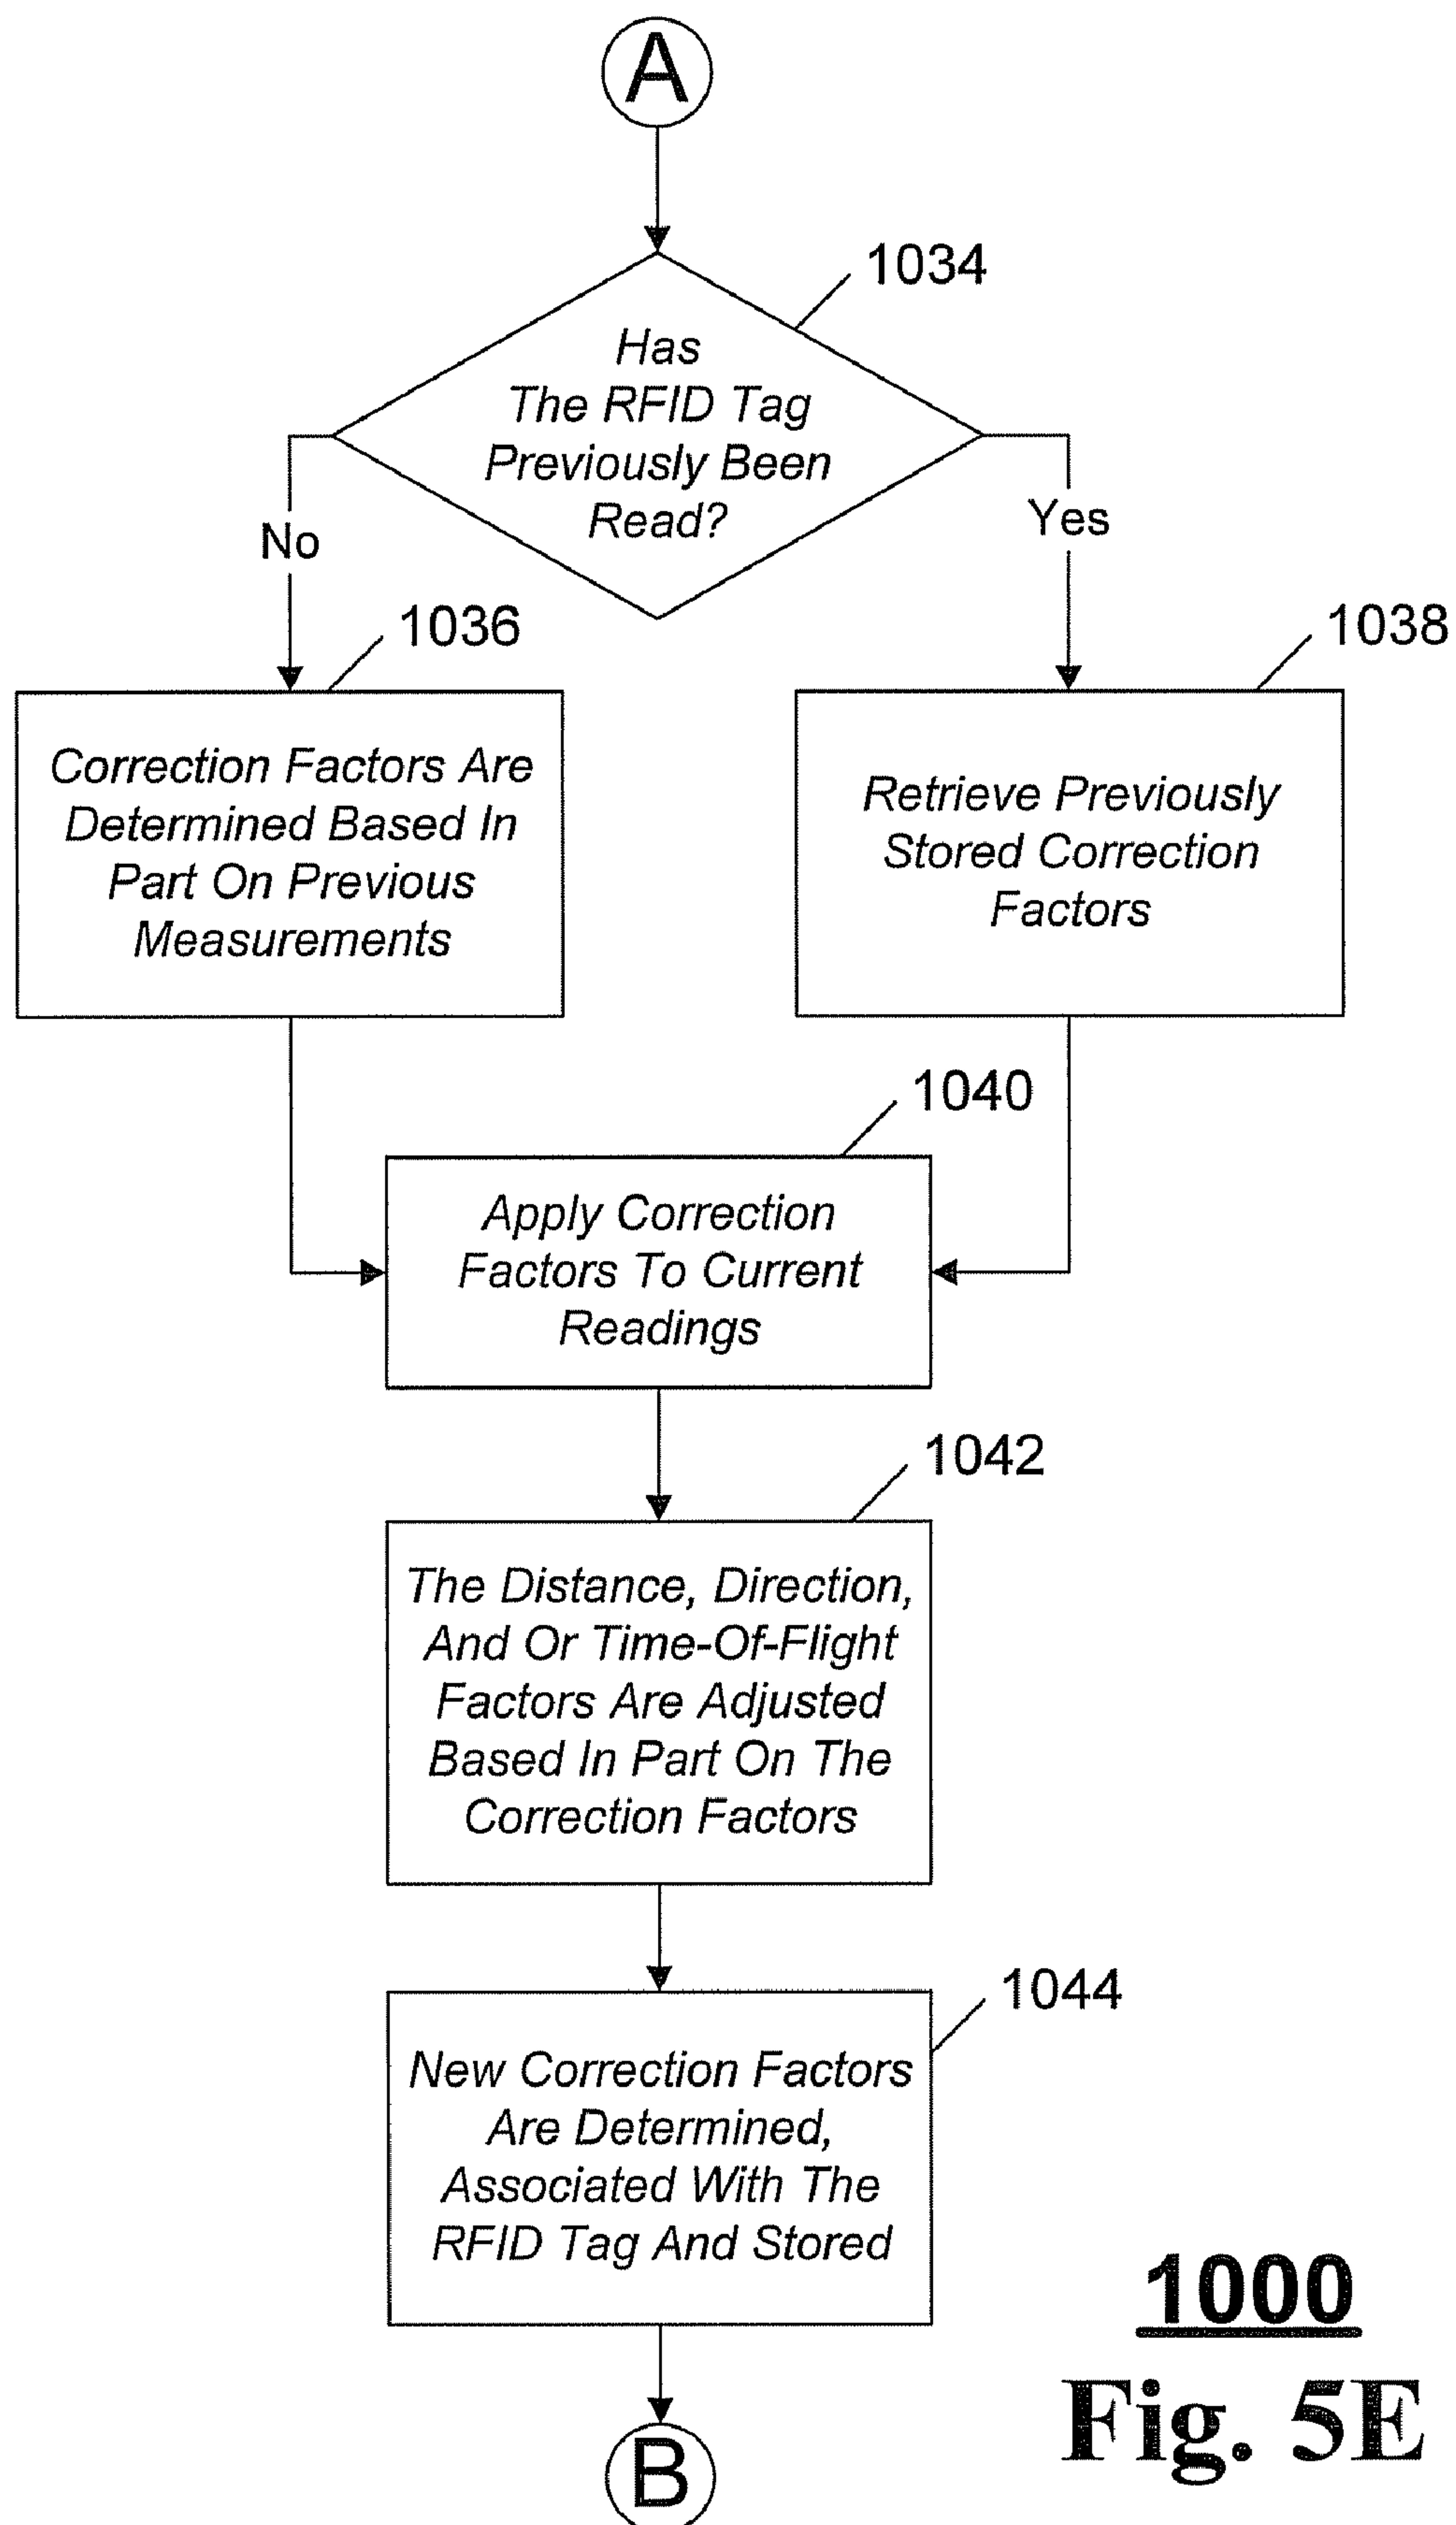 A
1034
Has
The RFID Tag
Previously Been
Read?
No
Yes
1036
1038
Correction Factors Are
Determined Based In
Part On Previous
Measurements
Retrieve Previously
Stored Correction
Factors
1040
Apply Correction
Factors To Current
Readings
1042
The Distance, Direction,
And Or Time-Of-Flight
Factors Are Adjusted
Based In Part On The
Correction Factors
1044
New Correction Factors
Are Determined,
Associated With The
RFID Tag And Stored
B
1000
Fig. 5E